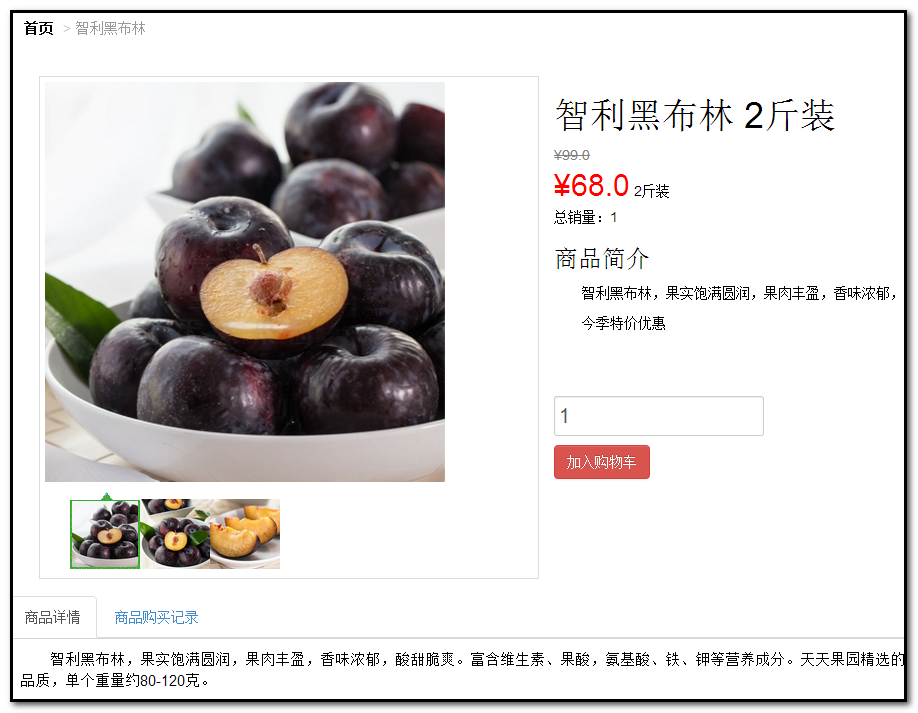 首页 > 智利黑布林
智利黑布林 2斤装
¥99.0
¥68.0 2斤装
总销量：1
商品简介
智利黑布林，果实饱满圆润，果肉丰盈，香味浓郁，
今季特价优惠
1
加入购物车
商品详情 商品购买记录
智利黑布林，果实饱满圆润，果肉丰盈，香味浓郁，酸甜脆爽。富含维生素、果酸，氨基酸、铁、钾等营养成分。天天果园精选的
品质，单个重量约80-120克。